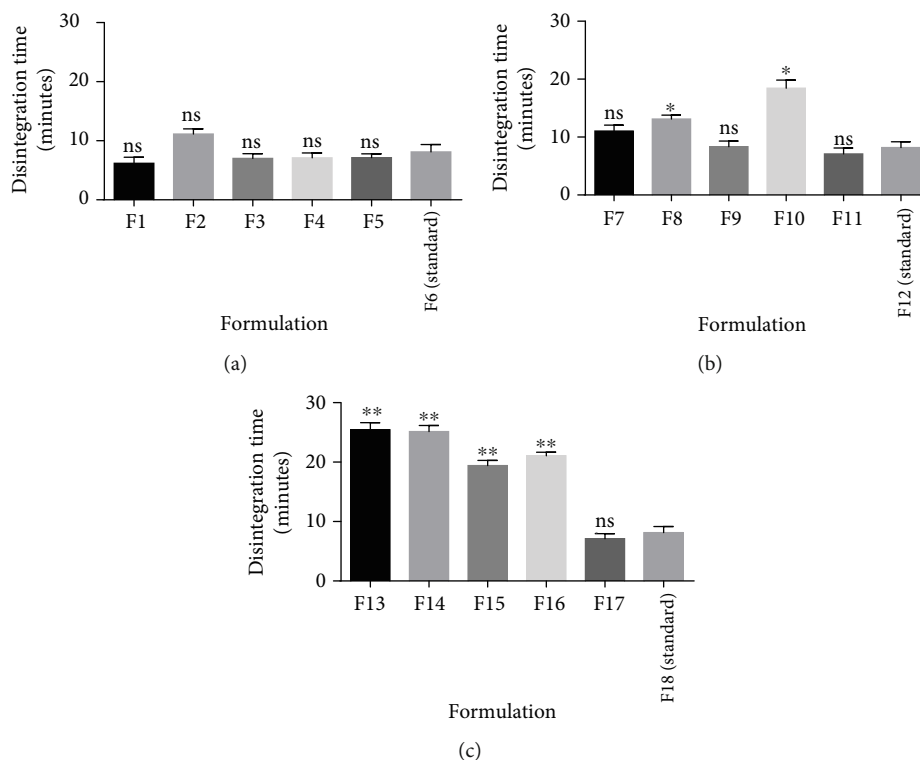 Disintegration time
(minutes)
30
20
10
0
ns
ns
ns
ns
ns
F1
F2
F3
F4
F5
F6 (standard)
Formulation
(a)
Disintegration time
(minutes)
30
20
10
0
ns
*
ns
*
ns
F7
F8
F9
F10
F11
F12 (standard)
Formulation
(b)
Disintegration time
(minutes)
30
20
10
0
**
**
**
**
ns
F13
F14
F15
F16
F17
F18 (standard)
Formulation
(c)